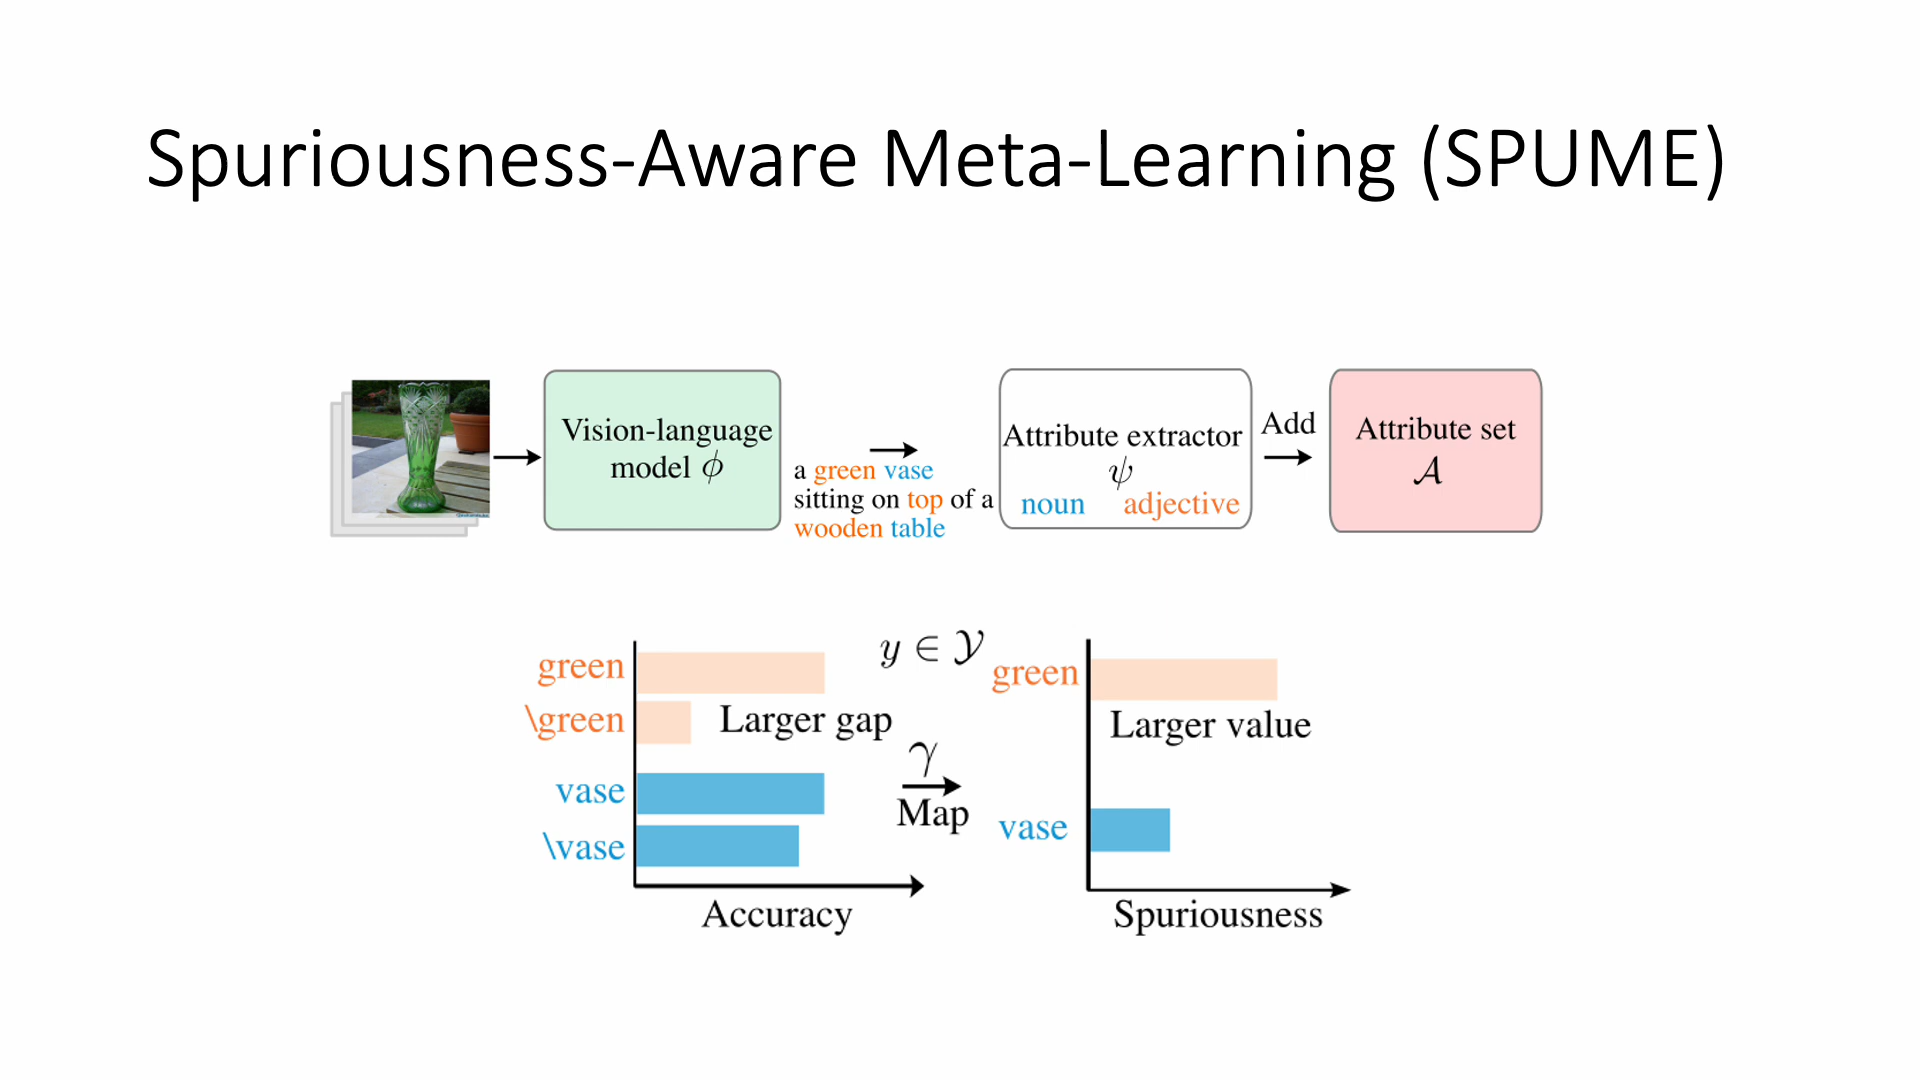 Spuriousness-Aware Meta-Learning (SPUME)
Vision-language
model ϕ
a green vase
sitting on top of a
wooden table
Attribute extractor
ψ
noun adjective
Add
Attribute set
𝒜
green
\green
Larger gap
vase
\vase
Accuracy
y ∈ 𝒴
γ
Map
green
Larger value
vase
Spuriousness